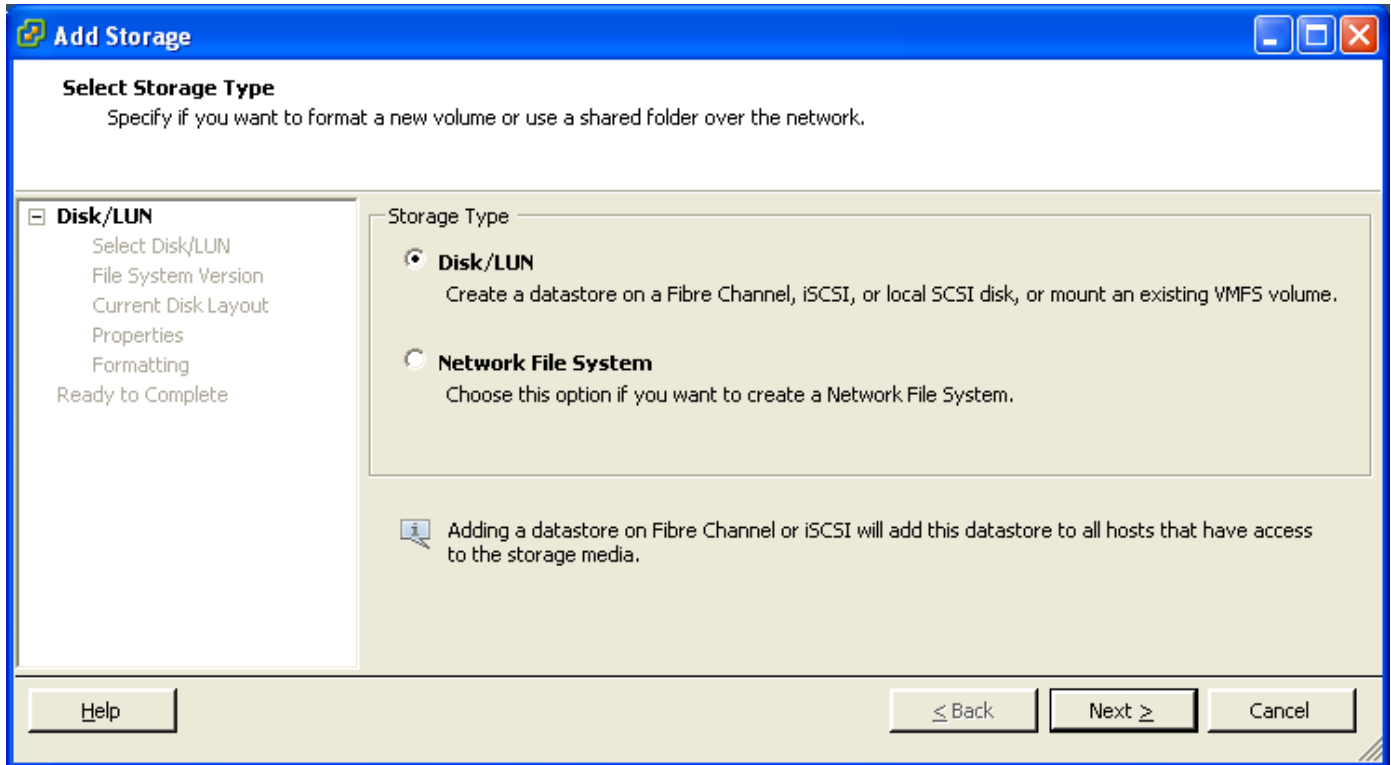 Add Storage
Select Storage Type
Specify if you want to format a new volume or use a shared folder over the network.
Disk/LUN
Select Disk/LUN
File System Version
Current Disk Layout
Properties
Formatting
Ready to Complete
Storage Type
Disk/LUN
Create a datastore on a Fibre Channel, iSCSI, or local SCSI disk, or mount an existing VMFS volume.
Network File System
Choose this option if you want to create a Network File System.
Adding a datastore on Fibre Channel or iSCSI will add this datastore to all hosts that have access
to the storage media.
Help
< Back
Next >
Cancel